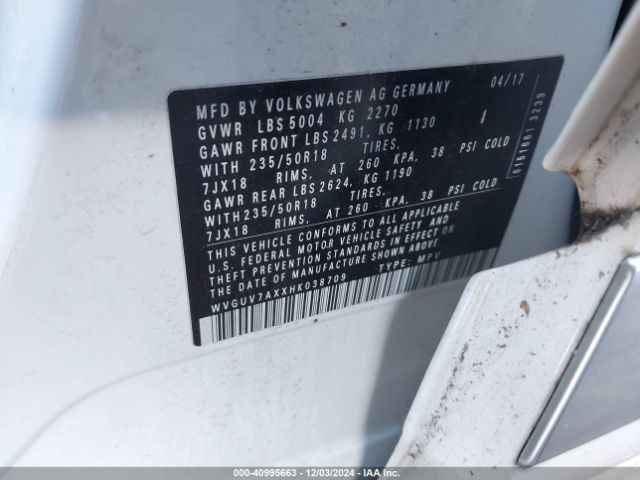 MFD BY VOLKSWAGEN AG GERMANY 04/17
GVWR LBS 5004 KG 2270
GAWR FRONT LBS 2491, KG 1130
WITH 235/50R18 TIRES,
7JX18 RIMS, AT 260 KPA, 38 PSI COLD
GAWR REAR LBS 2624, KG 1190
WITH 235/50R18 TIRES,
7JX18 RIMS, AT 260 KPA, 38 PSI COLD
THIS VEHICLE CONFORMS TO ALL APPLICABLE
U.S. FEDERAL MOTOR VEHICLE SAFETY AND
THEFT PREVENTION STANDARDS IN EFFECT ON
THE DATE OF MANUFACTURE SHOWN ABOVE
WVGUV7AXXHK038709 TYPE: MPV
6151661 3239
000-40995663 - 12/03/2024 - IAA Inc.